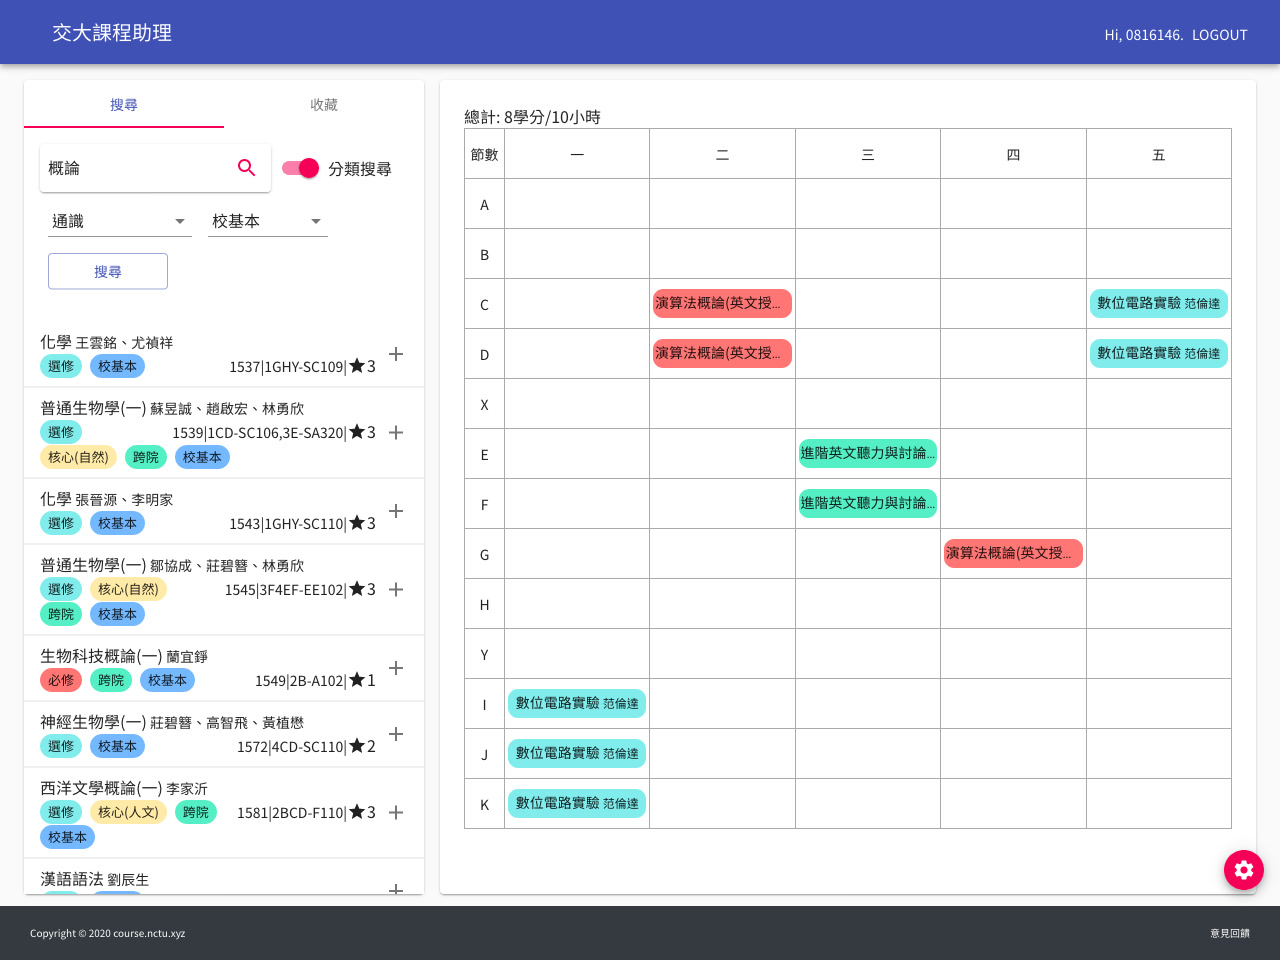 交大課程助理
Hi, 0816146. LOGOUT
搜尋 收藏
概論 分類搜尋
通識 校基本
搜尋
化學 王雲銘、尤禎祥
選修 校基本 1537|1GHY-SC109|★3
普通生物學(一) 蘇昱誠、趙啟宏、林勇欣
選修 1539|1CD-SC106,3E-SA320|★3
核心(自然) 跨院 校基本
化學 張晉源、李明家
選修 校基本 1543|1GHY-SC110|★3
普通生物學(一) 鄒協成、莊碧簪、林勇欣
選修 核心(自然) 1545|3F4EF-EE102|★3
跨院 校基本
生物科技概論(一) 蘭宜錚
必修 跨院 校基本 1549|2B-A102|★1
神經生物學(一) 莊碧簪、高智飛、黃植懋
選修 校基本 1572|4CD-SC110|★2
西洋文學概論(一) 李家沂
選修 核心(人文) 跨院 1581|2BCD-F110|★3
校基本
漢語語法 劉辰生
總計: 8學分/10小時
節數 一 二 三 四 五
A
B
C 演算法概論(英文授... 數位電路實驗 范倫達
D 演算法概論(英文授... 數位電路實驗 范倫達
X
E 進階英文聽力與討論...
F 進階英文聽力與討論...
G 演算法概論(英文授...
H
Y
I 數位電路實驗 范倫達
J 數位電路實驗 范倫達
K 數位電路實驗 范倫達
Copyright © 2020 course.nctu.xyz
意見回饋